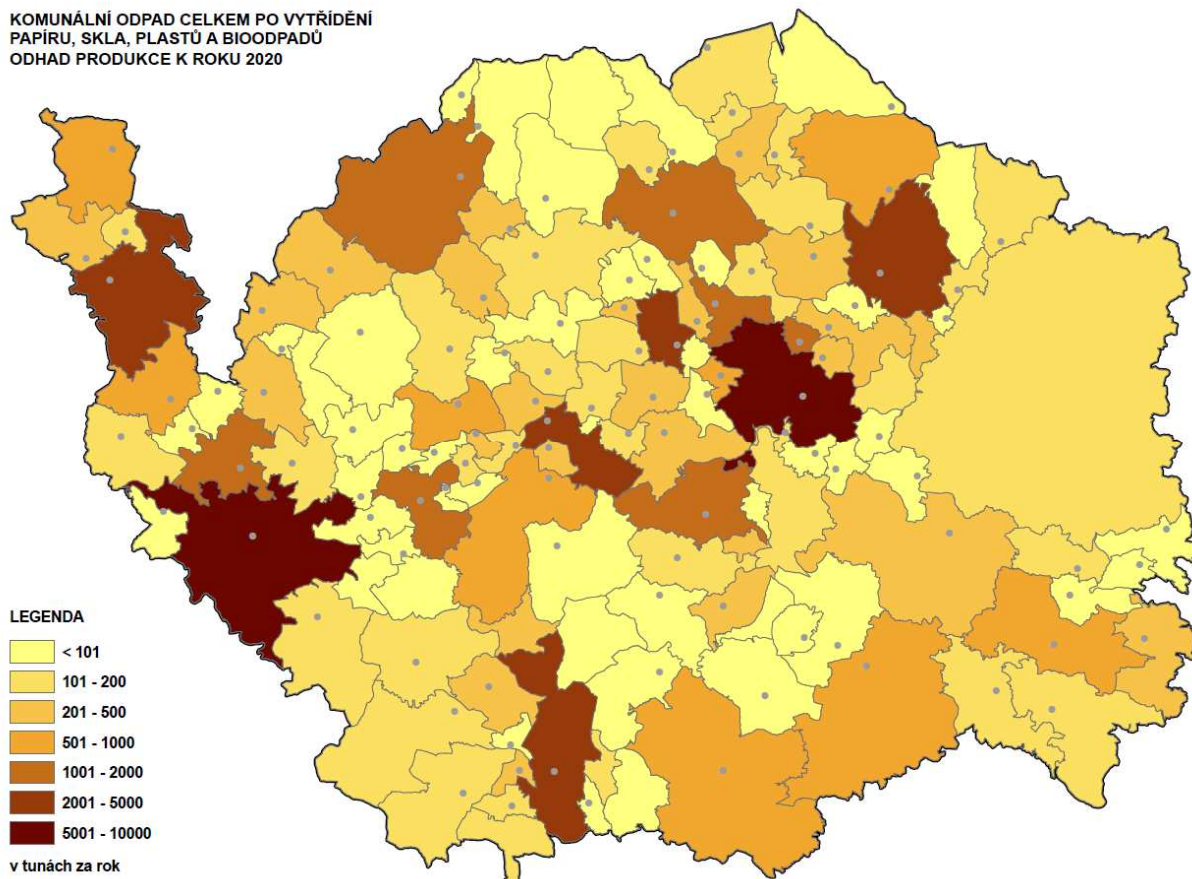 KOMUNÁLNÍ ODPAD CELKEM PO VYTŘÍDĚNÍ
PAPÍRU, SKLA, PLASTŮ A BIOODPADŮ
ODHAD PRODUKCE K ROKU 2020
LEGENDA
< 101
101 - 200
201 - 500
501 - 1000
1001 - 2000
2001 - 5000
5001 - 10000
v tunách za rok